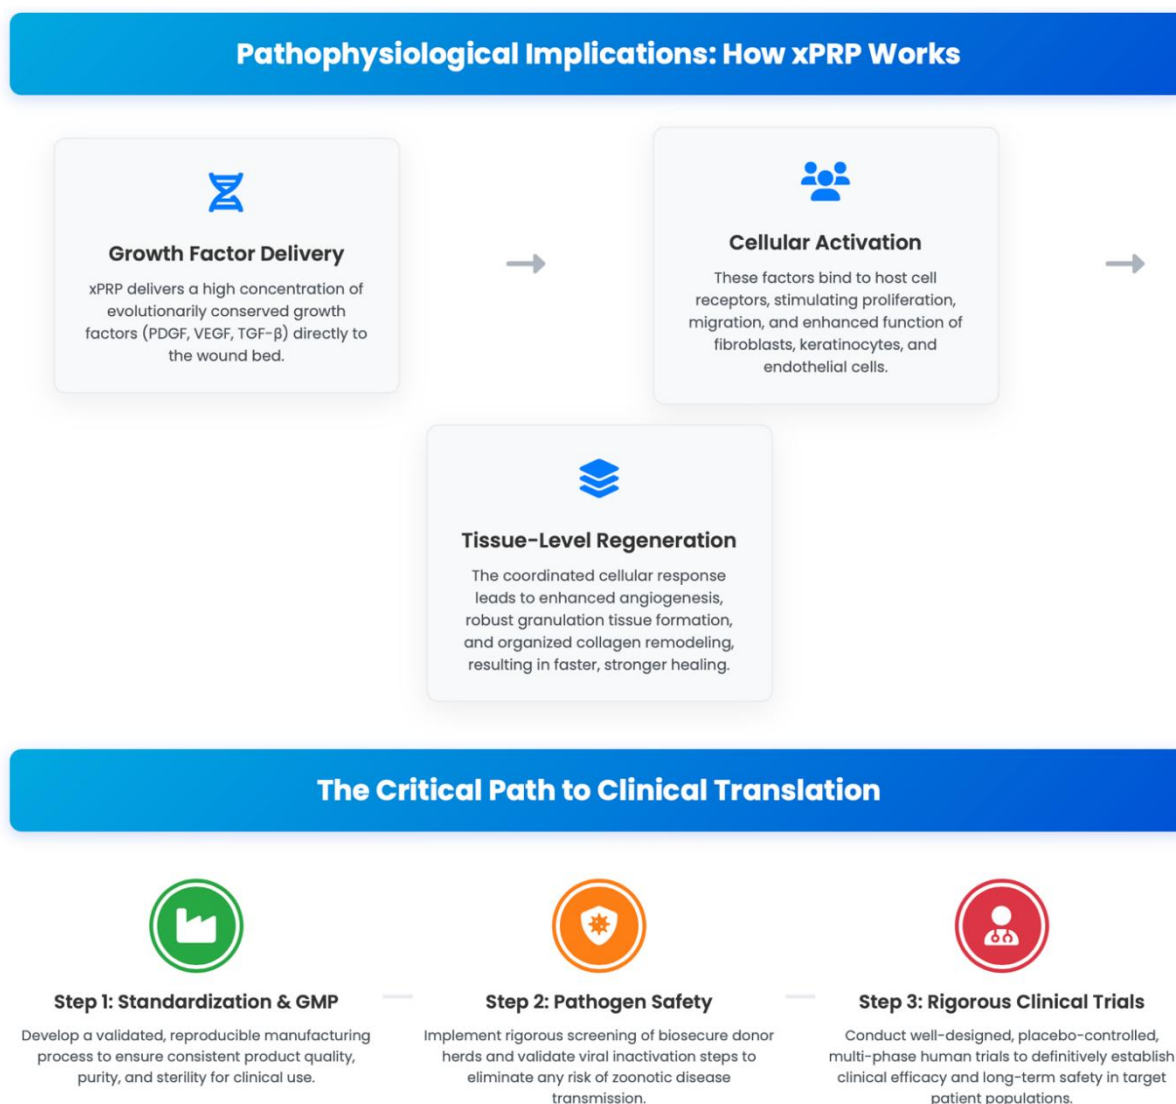 Pathophysiological Implications: How xPRP Works
Growth Factor Delivery
xPRP delivers a high concentration of
evolutionarily conserved growth
factors (PDGF, VEGF, TGF-β) directly to
the wound bed.
Cellular Activation
These factors bind to host cell
receptors, stimulating proliferation,
migration, and enhanced function of
fibroblasts, keratinocytes, and
endothelial cells.
Tissue-Level Regeneration
The coordinated cellular response
leads to enhanced angiogenesis,
robust granulation tissue formation,
and organized collagen remodeling,
resulting in faster, stronger healing.
The Critical Path to Clinical Translation
Step 1: Standardization & GMP
Develop a validated, reproducible manufacturing
process to ensure consistent product quality,
purity, and sterility for clinical use.
Step 2: Pathogen Safety
Implement rigorous screening of biosecure donor
herds and validate viral inactivation steps to
eliminate any risk of zoonotic disease
transmission.
Step 3: Rigorous Clinical Trials
Conduct well-designed, placebo-controlled,
multi-phase human trials to definitively establish
clinical efficacy and long-term safety in target
patient populations.